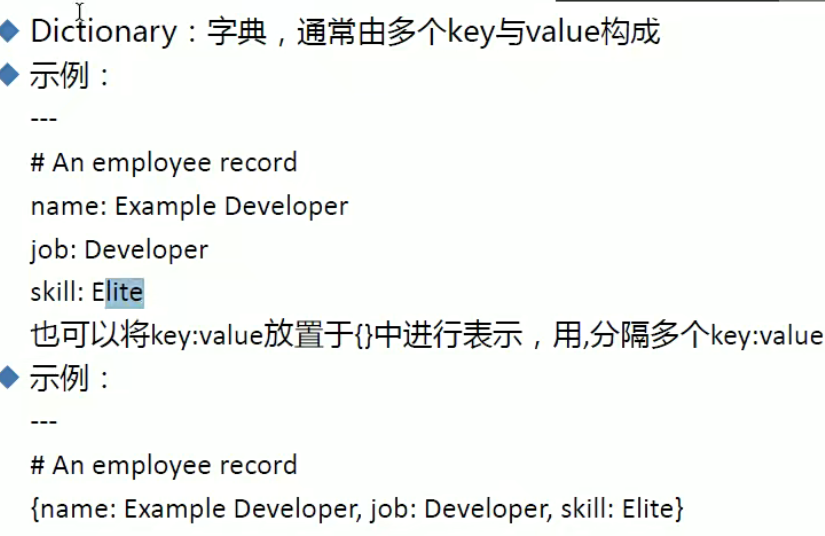 Dictionary：字典，通常由多个key与value构成
示例：
---
# An employee record
name: Example Developer
job: Developer
skill: Elite
也可以将key:value放置于{}中进行表示，用,分隔多个key:value
示例：
---
# An employee record
{name: Example Developer, job: Developer, skill: Elite}